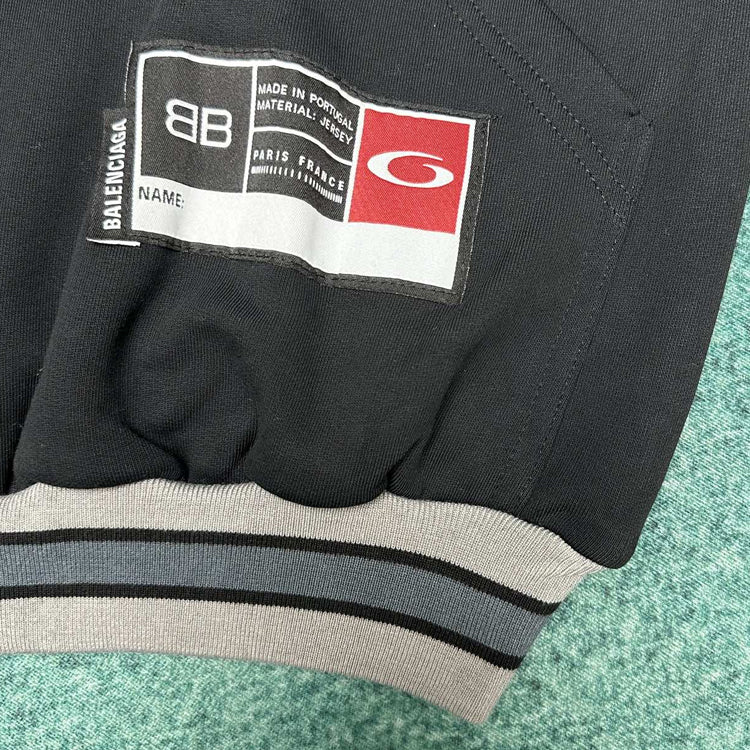 BALENCIAGA
BB
NAME:
MADE IN PORTUGAL
MATERIAL: JERSEY
PARIS FRANCE